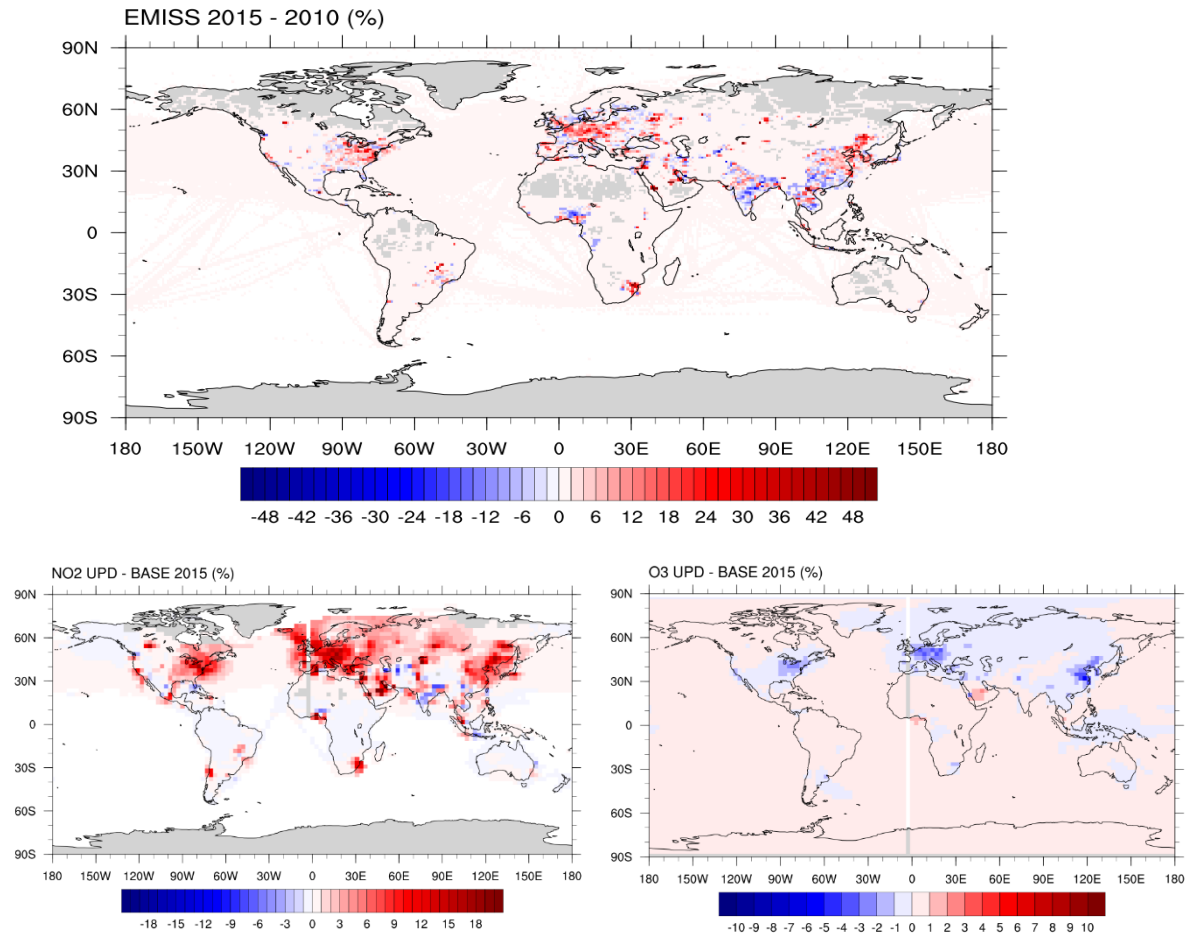 EMISS 2015 - 2010 (%)
90N
60N
30N
0
30S
60S
90S
180 150W 120W 90W 60W 30W 0 30E 60E 90E 120E 150E 180
-48 -42 -36 -30 -24 -18 -12 -6 0 6 12 18 24 30 36 42 48
NO2 UPD - BASE 2015 (%)
90N
60N
30N
0
30S
60S
90S
180 150W 120W 90W 60W 30W 0 30E 60E 90E 120E 150E 180
-18 -15 -12 -9 -6 -3 0 3 6 9 12 15 18
O3 UPD - BASE 2015 (%)
90N
60N
30N
0
30S
60S
90S
180 150W 120W 90W 60W 30W 0 30E 60E 90E 120E 150E 180
-10 -9 -8 -7 -6 -5 -4 -3 -2 -1 0 1 2 3 4 5 6 7 8 9 10